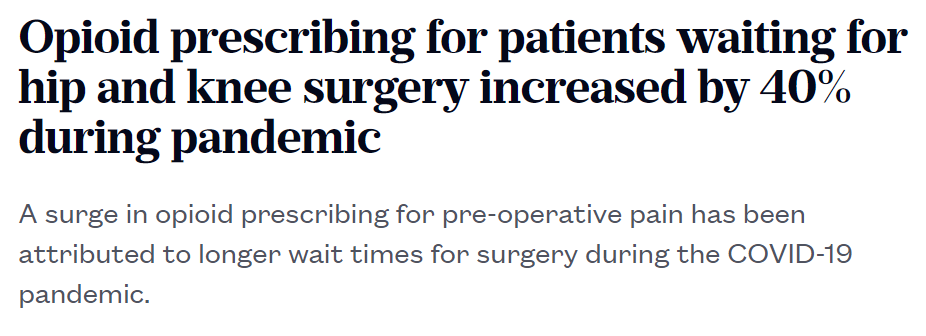 Opioid prescribing for patients waiting for
hip and knee surgery increased by 40%
during pandemic
A surge in opioid prescribing for pre-operative pain has been
attributed to longer wait times for surgery during the COVID-19
pandemic.